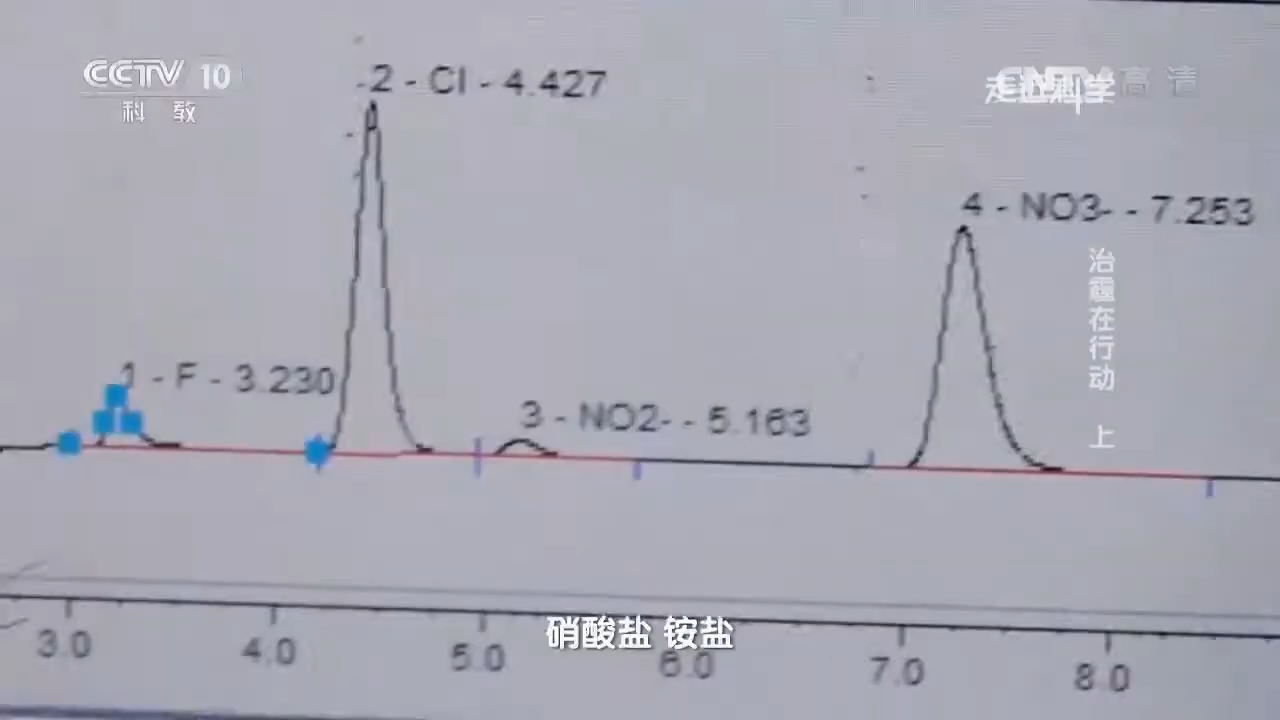 CCTV 10
科 教
走近科学
高清
2 - Cl - 4.427
4 - NO3- - 7.253
治霾在行动 上
1 - F - 3.230
3 - NO2- - 5.163
硝酸盐 铵盐
3.0
4.0
5.0
6.0
7.0
8.0